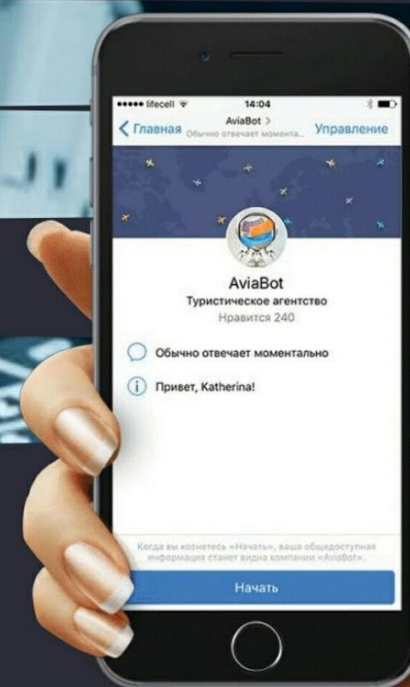 lifecell 14:04
Главная AviaBot > Управление
Обычно отвечает момента...
AviaBot
Туристическое агентство
Нравится 240
Обычно отвечает моментально
Привет, Katherina!
Когда вы коснетесь «Начать», ваша общедоступная
информация станет видна компании «AviaBot».
Начать